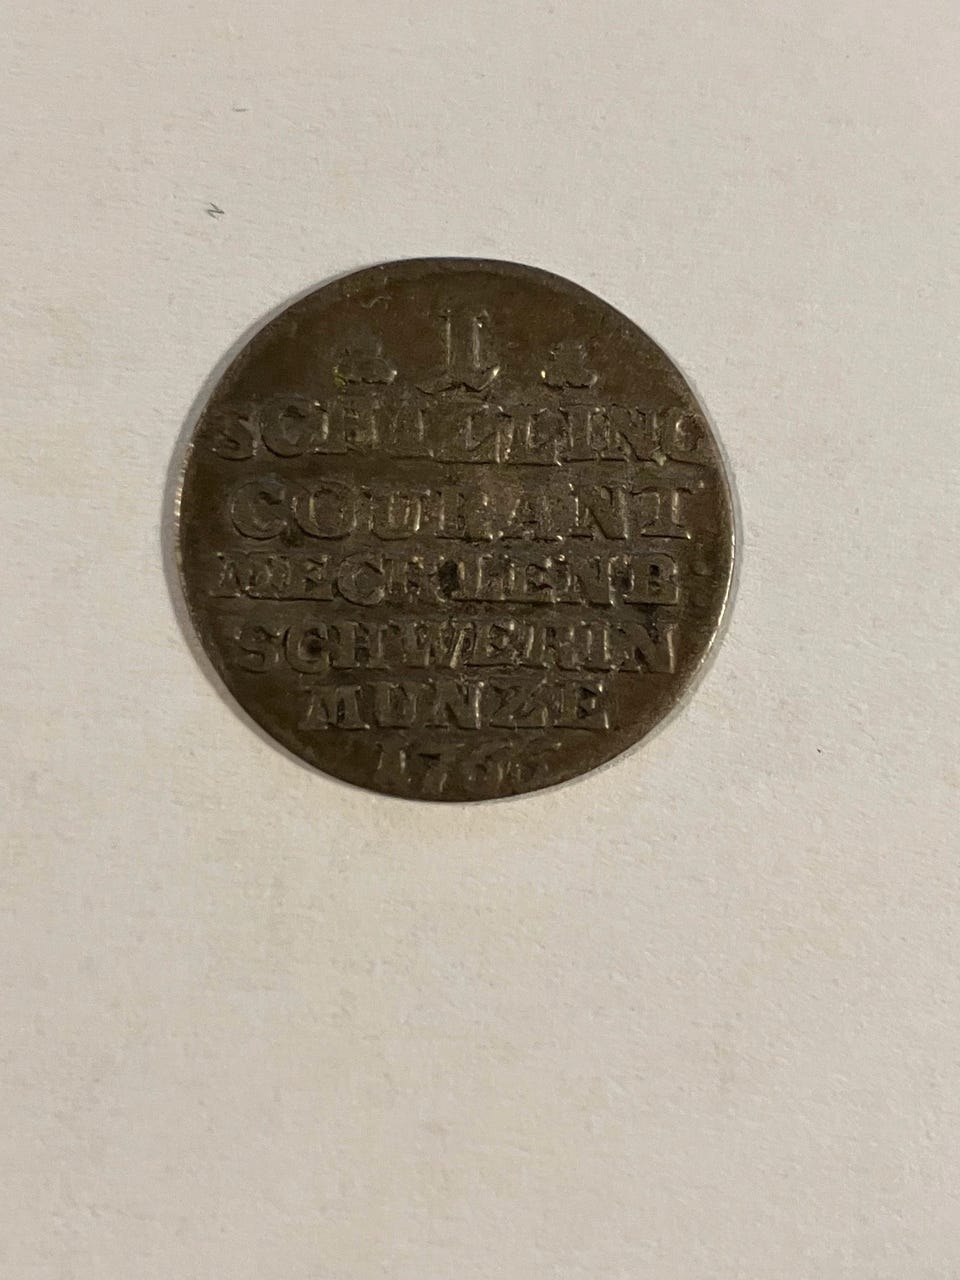 1
SCHILLING
COURANT
MECKLENB
SCHWERIN
MUNZE